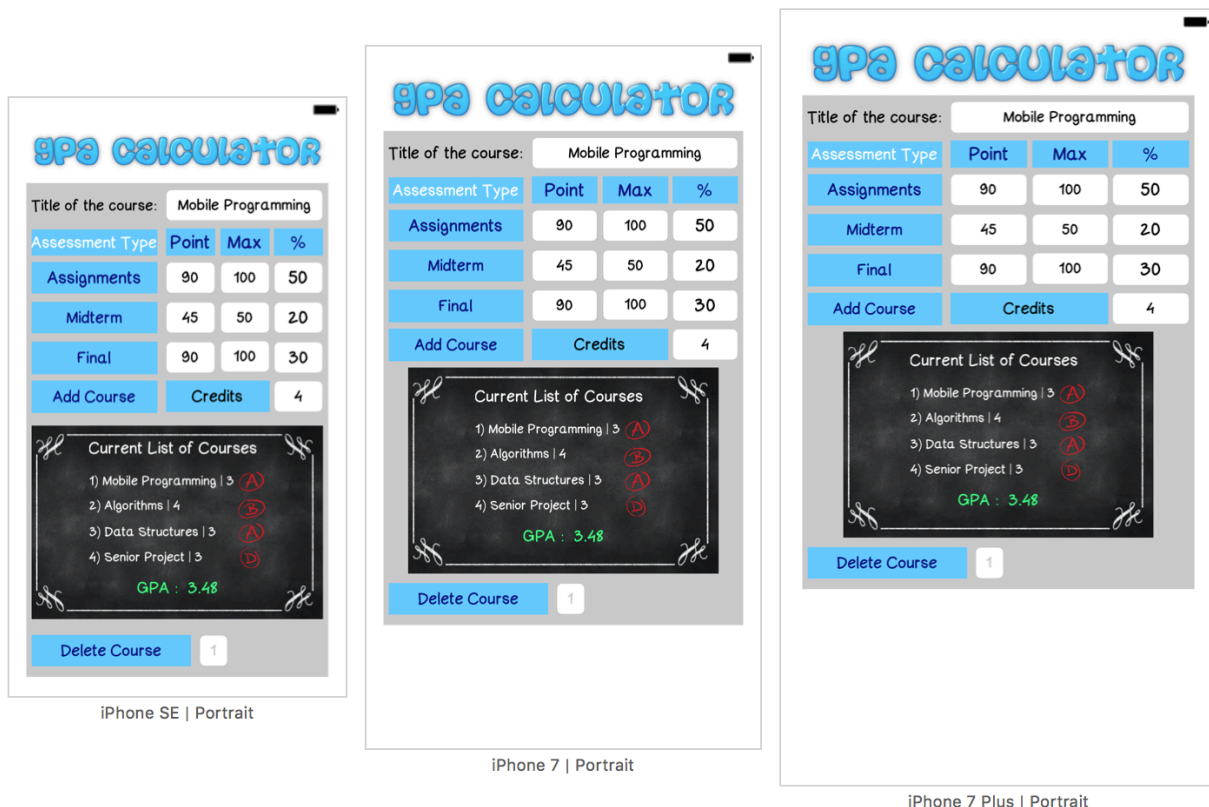 gpa calculator
Title of the course: Mobile Programming
Assessment Type Point Max %
Assignments 90 100 50
Midterm 45 50 20
Final 90 100 30
Add Course Credits 4
Current List of Courses
1) Mobile Programming | 3 A
2) Algorithms | 4 B
3) Data Structures | 3 A
4) Senior Project | 3 D
GPA : 3.48
Delete Course 1
iPhone SE | Portrait
gpa calculator
Title of the course: Mobile Programming
Assessment Type Point Max %
Assignments 90 100 50
Midterm 45 50 20
Final 90 100 30
Add Course Credits 4
Current List of Courses
1) Mobile Programming | 3 A
2) Algorithms | 4 B
3) Data Structures | 3 A
4) Senior Project | 3 D
GPA : 3.48
Delete Course 1
iPhone 7 | Portrait
gpa calculator
Title of the course: Mobile Programming
Assessment Type Point Max %
Assignments 90 100 50
Midterm 45 50 20
Final 90 100 30
Add Course Credits 4
Current List of Courses
1) Mobile Programming | 3 A
2) Algorithms | 4 B
3) Data Structures | 3 A
4) Senior Project | 3 D
GPA : 3.48
Delete Course 1
iPhone 7 Plus | Portrait